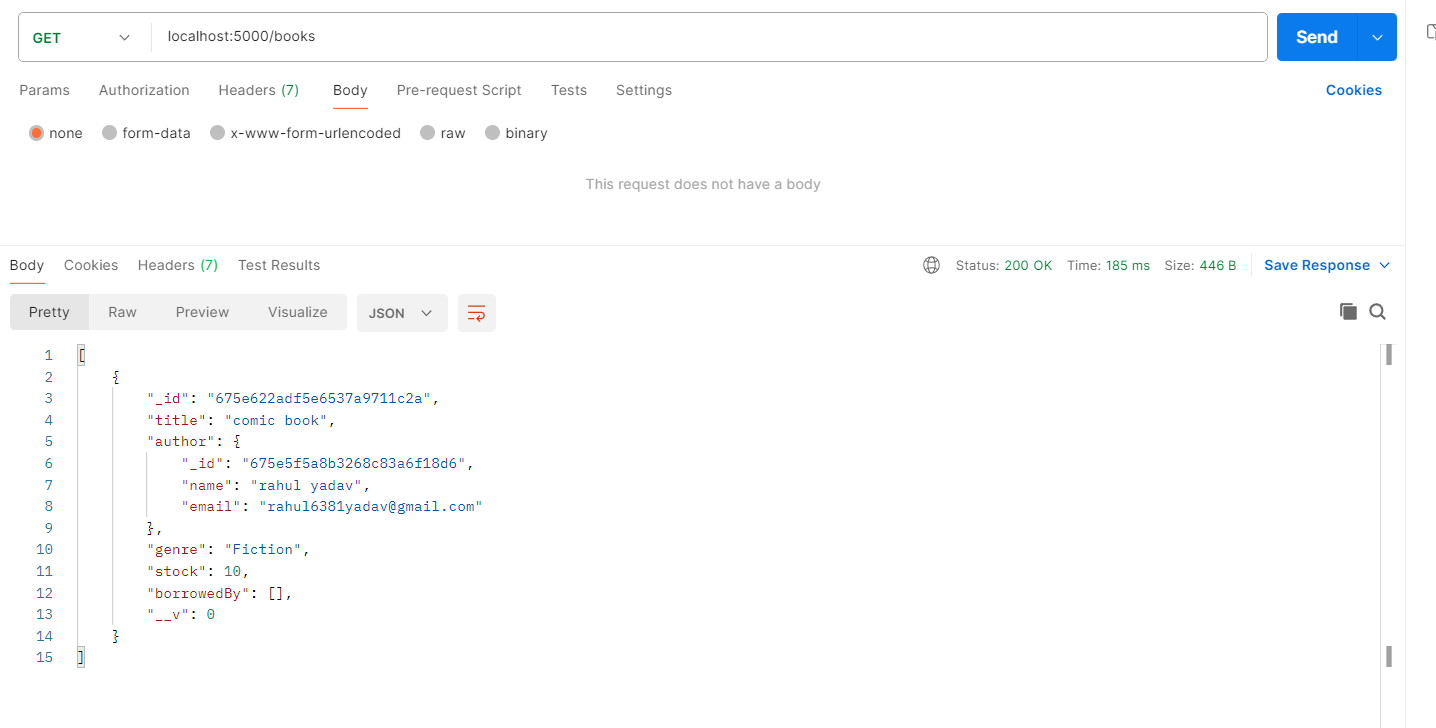 GET localhost:5000/books Send
Params Authorization Headers (7) Body Pre-request Script Tests Settings Cookies
none form-data x-www-form-urlencoded raw binary
This request does not have a body
Body Cookies Headers (7) Test Results Status: 200 OK Time: 185 ms Size: 446 B Save Response
Pretty Raw Preview Visualize JSON
1 [
2 {
3 "_id": "675e622adf5e6537a9711c2a",
4 "title": "comic book",
5 "author": {
6 "_id": "675e5f5a8b3268c83a6f18d6",
7 "name": "rahul yadav",
8 "email": "rahul6381yadav@gmail.com"
9 },
10 "genre": "Fiction",
11 "stock": 10,
12 "borrowedBy": [],
13 "__v": 0
14 }
15 ]